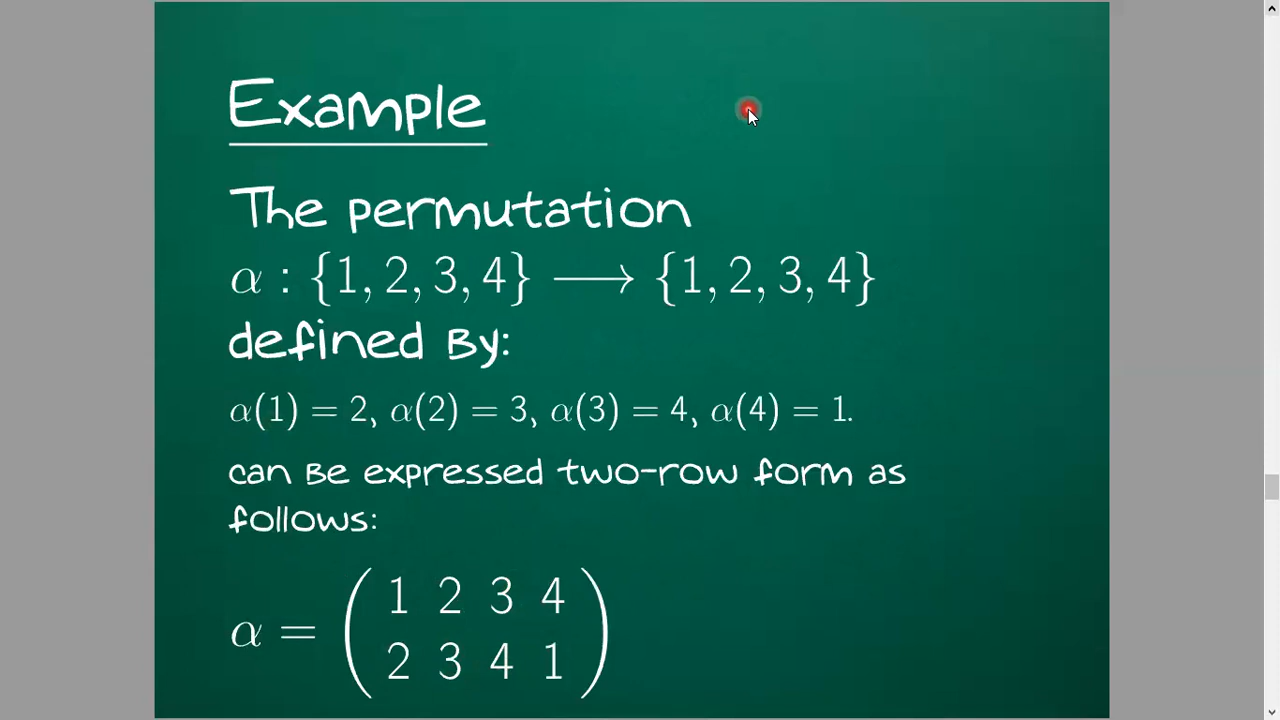 Example
The permutation
α : {1, 2, 3, 4} ⟶ {1, 2, 3, 4}
defined By:
α(1) = 2, α(2) = 3, α(3) = 4, α(4) = 1.
can Be expressed two-row form as
follows:
α = ( 1 2 3 4
2 3 4 1 )